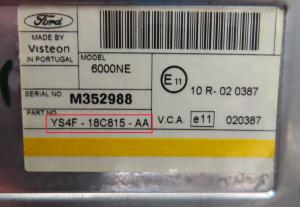 Ford
MADE BY
Visteon
IN PORTUGAL
MODEL
6000NE
SERIAL NO
M352988
E 11
10 R- 02 0387
PART NO
YS4F - 18C815 - AA
V.C.A. e11 020387